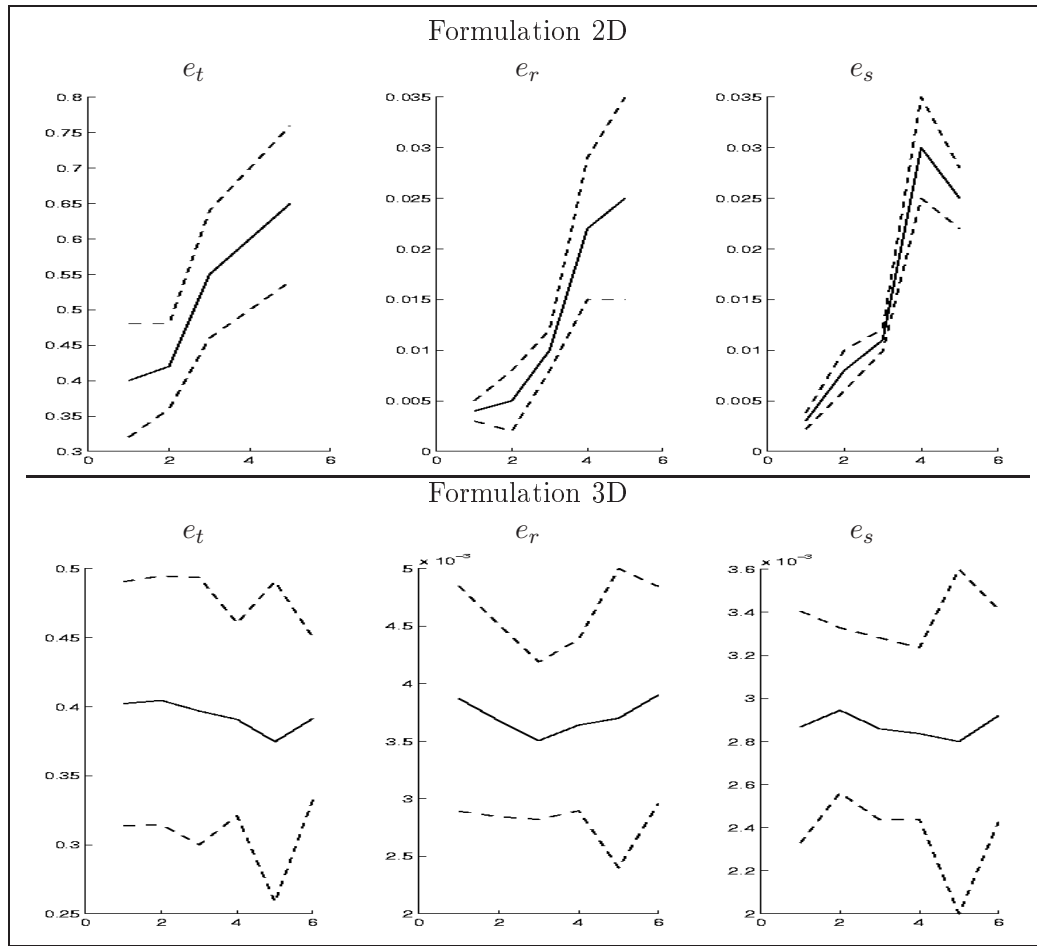 Formulation 2D
e_t e_r e_s
0.8 0.75 0.7 0.65 0.6 0.55 0.5 0.45 0.4 0.35 0.3
0 2 4 6
0.035 0.03 0.025 0.02 0.015 0.01 0.005 0
0 2 4 6
0.035 0.03 0.025 0.02 0.015 0.01 0.005 0
0 2 4 6
Formulation 3D
e_t e_r e_s
0.5 0.45 0.4 0.35 0.3 0.25
0 2 4 6
x 10⁻³
5 4.5 4 3.5 3 2.5 2
0 2 4 6
x 10⁻³
3.6 3.4 3.2 3 2.8 2.6 2.4 2.2 2
0 2 4 6